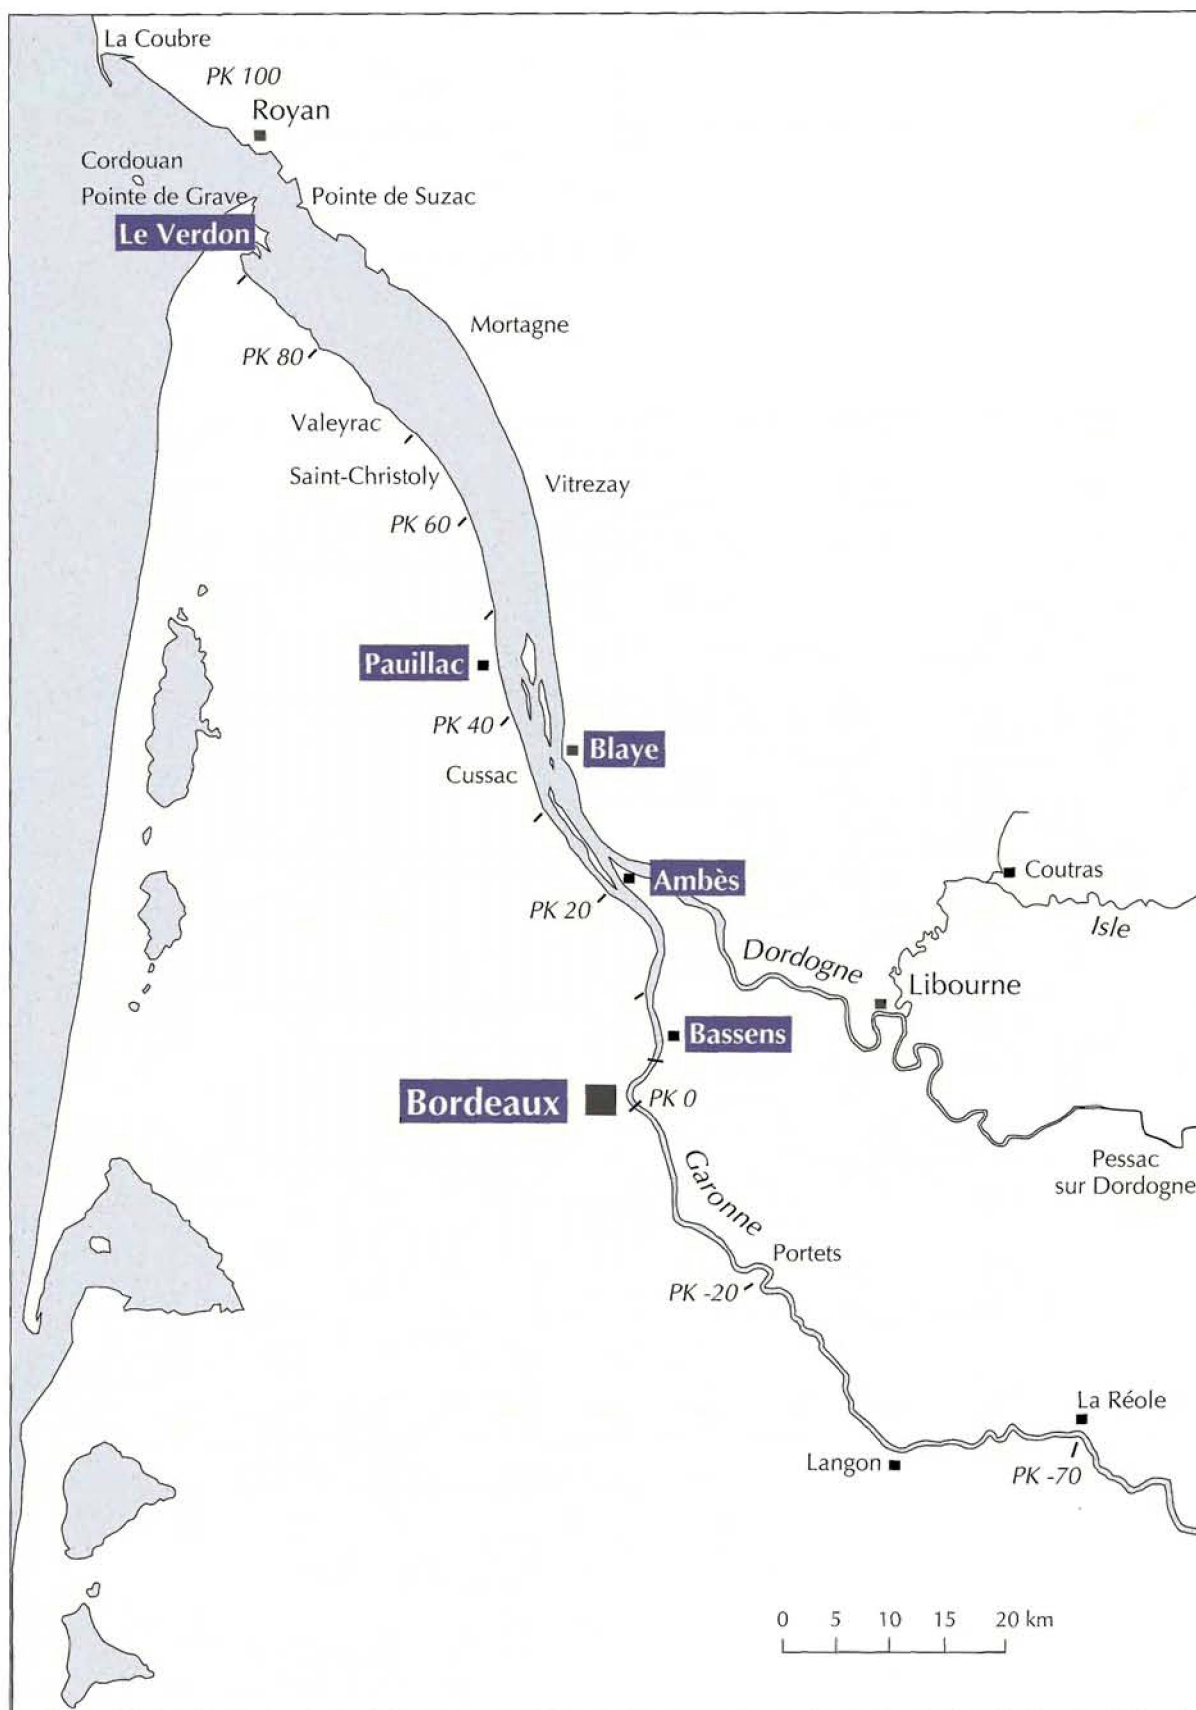 La Coubre
PK 100
Royan
Cordouan
Pointe de Grave
Pointe de Suzac
Le Verdon
Mortagne
PK 80
Valeyrac
Saint-Christoly
Vitrezay
PK 60
Pauillac
PK 40
Blaye
Cussac
Coutras
Ambès
PK 20
Isle
Dordogne
Libourne
Bassens
Bordeaux
PK 0
Pessac
sur Dordogne
Garonne
Portets
PK -20
La Réole
Langon
PK -70
0 5 10 15 20 km